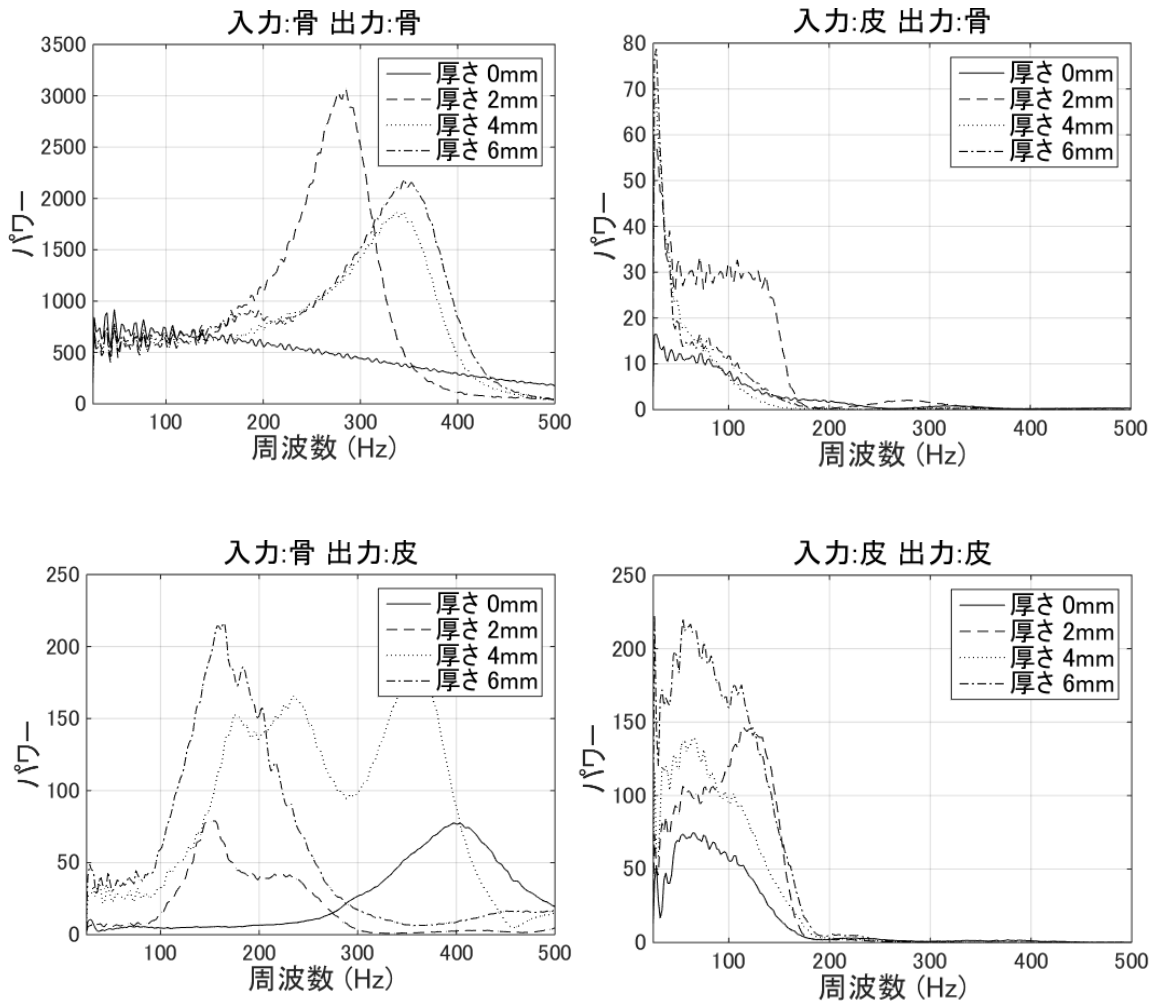 入力:骨 出力:骨
3500
3000
2500
2000
1500
1000
500
0
パワー
厚さ 0mm
厚さ 2mm
厚さ 4mm
厚さ 6mm
100
200
300
400
500
周波数 (Hz)
入力:皮 出力:骨
80
70
60
50
40
30
20
10
0
パワー
厚さ 0mm
厚さ 2mm
厚さ 4mm
厚さ 6mm
100
200
300
400
500
周波数 (Hz)
入力:骨 出力:皮
250
200
150
100
50
0
パワー
厚さ 0mm
厚さ 2mm
厚さ 4mm
厚さ 6mm
100
200
300
400
500
周波数 (Hz)
入力:皮 出力:皮
250
200
150
100
50
0
パワー
厚さ 0mm
厚さ 2mm
厚さ 4mm
厚さ 6mm
100
200
300
400
500
周波数 (Hz)